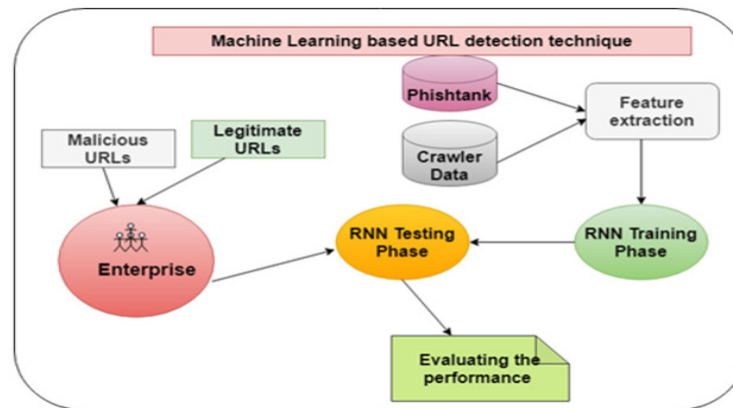 Machine Learning based URL detection technique
Phishtank
Feature
extraction
Malicious
URLs
Legitimate
URLs
Crawler
Data
Enterprise
RNN Testing
Phase
RNN Training
Phase
Evaluating the
performance